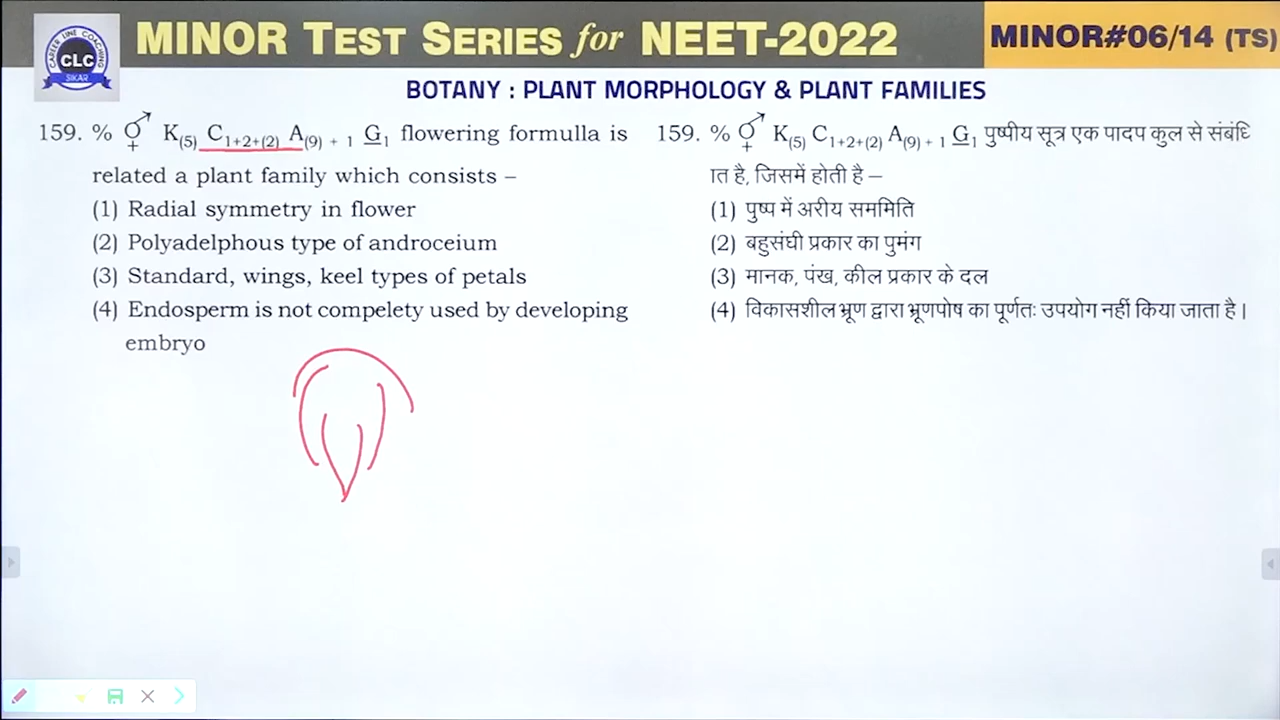 CAREER LINE COACHING
CLC
SIKAR
MINOR TEST SERIES for NEET-2022
MINOR#06/14 (TS)
BOTANY : PLANT MORPHOLOGY & PLANT FAMILIES
159. % ⚥ K(5) C1+2+(2) A(9) + 1 G1 flowering formulla is
related a plant family which consists –
(1) Radial symmetry in flower
(2) Polyadelphous type of androceium
(3) Standard, wings, keel types of petals
(4) Endosperm is not compelety used by developing
embryo
159. % ⚥ K(5) C1+2+(2) A(9) + 1 G1 पुष्पीय सूत्र एक पादप कुल से संबंधि
ात है, जिसमें होती है –
(1) पुष्प में अरीय सममिति
(2) बहुसंघी प्रकार का पुमंग
(3) मानक, पंख, कील प्रकार के दल
(4) विकासशील भ्रूण द्वारा भ्रूणपोष का पूर्णतः उपयोग नहीं किया जाता है।